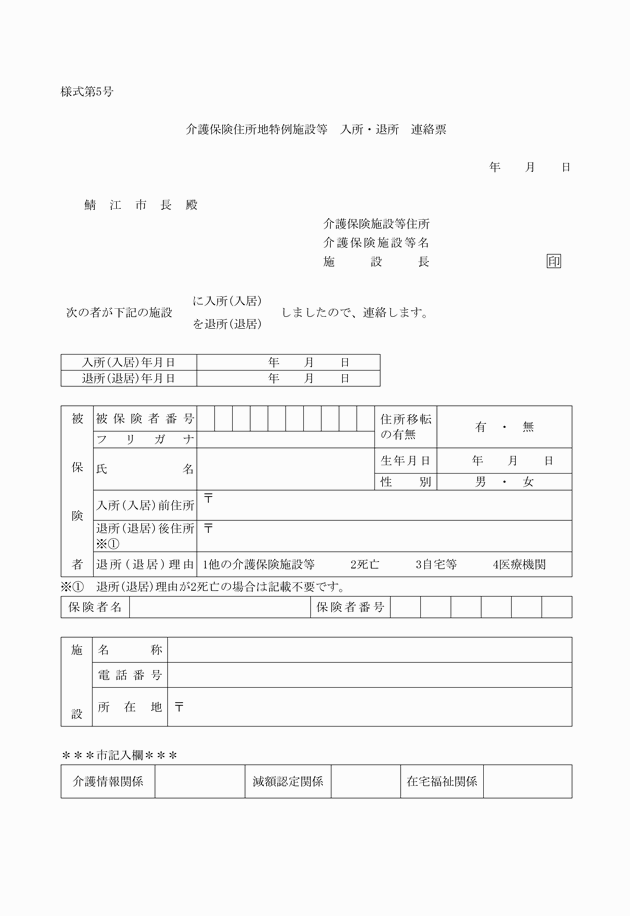 様式第5号
介護保険住所地特例施設等　入所・退所　連絡票
年　　月　　日
鯖　江　市　長　殿
介護保険施設等住所
介護保険施設等名
施　　設　　長　　印
次の者が下記の施設　に入所(入居)　しましたので、連絡します。
を退所(退居)
入所(入居)年月日　　年　　月　　日
退所(退居)年月日　　年　　月　　日
被保険者
被保険者番号　　住所移転の有無　　有　・　無
フリガナ
氏　　名　　生年月日　　年　　月　　日
性　　別　　男　・　女
入所(入居)前住所　〒
退所(退居)後住所　〒
※①
退所(退居)理由　1他の介護保険施設等　　2死亡　　3自宅等　　4医療機関
※①　退所(退居)理由が2死亡の場合は記載不要です。
保険者名　　保険者番号
施設
名　　称
電話番号
所在地　〒
＊＊＊市記入欄＊＊＊
介護情報関係　　減額認定関係　　在宅福祉関係